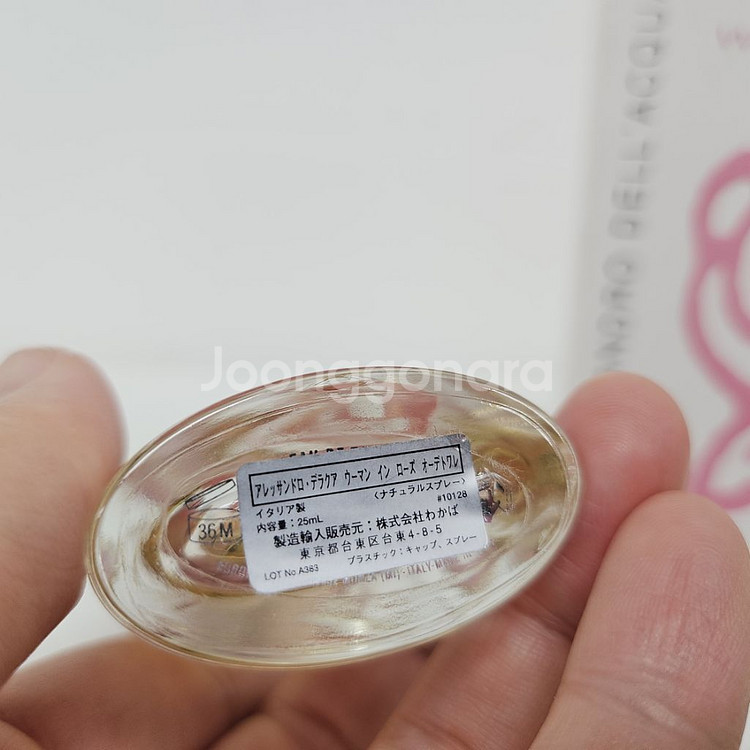 Joonggonara
DELL'ACQUA
アレッサンドロ・デラクア ウーマン イン ローズ オーデトワレ
〈ナチュラルスプレー〉
イタリア製
#10128
内容量：25mL
製造輸入販売元：株式会社わかば
東京都台東区台東4-8-5
プラスチック：キャップ、スプレー
LOT No.A383
36M